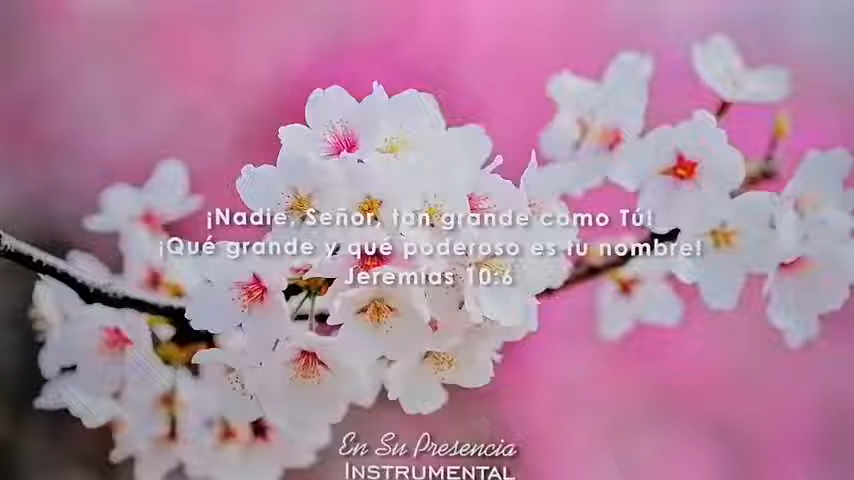 ¡Nadie, Señor, tan grande como Tú!
¡Qué grande y qué poderoso es tu nombre!
Jeremías 10:6
En Su Presencia
INSTRUMENTAL